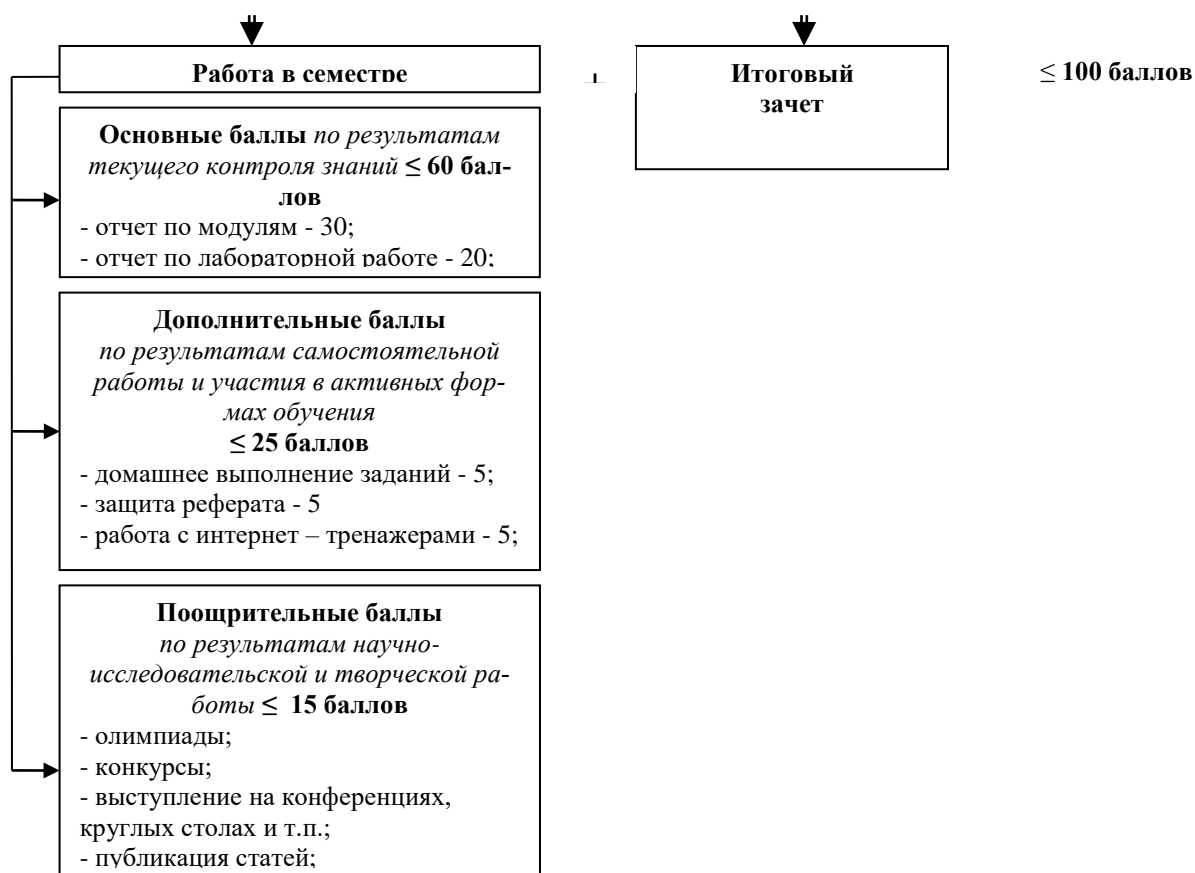 Работа в семестре
+
Итоговый
зачет
≤ 100 баллов
Основные баллы по результатам
текущего контроля знаний ≤ 60 бал-
лов
- отчет по модулям - 30;
- отчет по лабораторной работе - 20;
Дополнительные баллы
по результатам самостоятельной
работы и участия в активных фор-
мах обучения
≤ 25 баллов
- домашнее выполнение заданий - 5;
- защита реферата - 5
- работа с интернет – тренажерами - 5;
Поощрительные баллы
по результатам научно-
исследовательской и творческой ра-
боты ≤ 15 баллов
- олимпиады;
- конкурсы;
- выступление на конференциях,
круглых столах и т.п.;
- публикация статей;